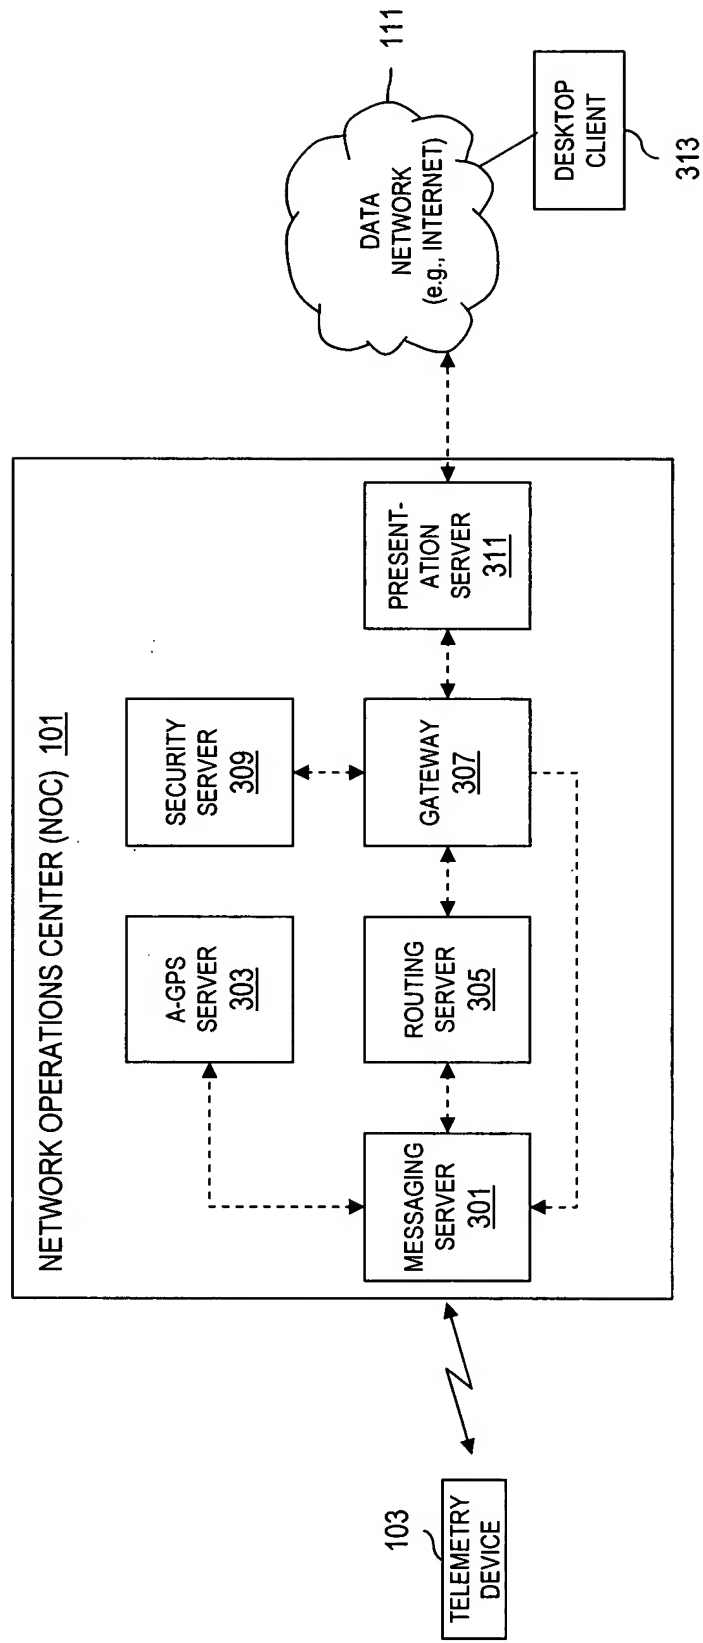 NETWORK OPERATIONS CENTER (NOC) 101
A-GPS
SERVER
303
SECURITY
SERVER
309
MESSAGING
SERVER
301
ROUTING
SERVER
305
GATEWAY
307
PRESENT-
ATION
SERVER
311
103
TELEMETRY
DEVICE
111
DATA
NETWORK
(e.g., INTERNET)
DESKTOP
CLIENT
313